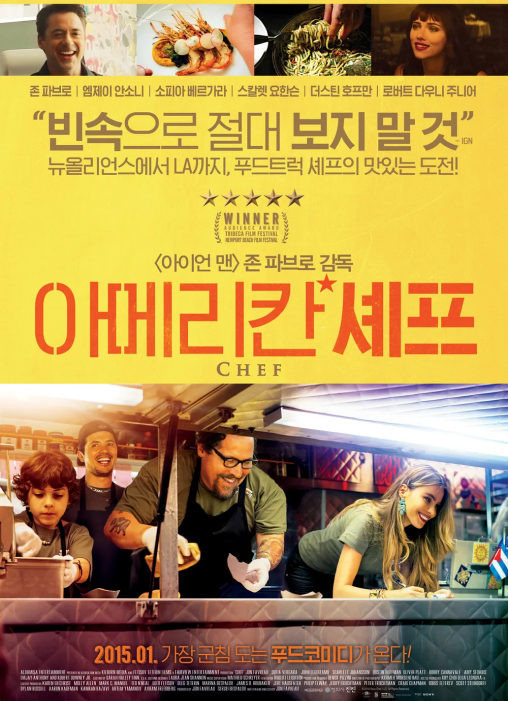 존 파브로 | 엠제이 안소니 | 소피아 베르가라 | 스칼렛 요한슨 | 더스틴 호프만 | 로버트 다우니 주니어
“빈속으로 절대 보지 말 것” - IGN
뉴올리언스에서 LA까지, 푸드트럭 셰프의 맛있는 도전!
WINNER
AUDIENCE AWARD
TRIBECA FILM FESTIVAL
NEWPORT BEACH FILM FESTIVAL
〈아이언 맨〉 존 파브로 감독
아메리칸 셰프
CHEF
2015.01. 가장 군침 도는 푸드코미디가 온다!